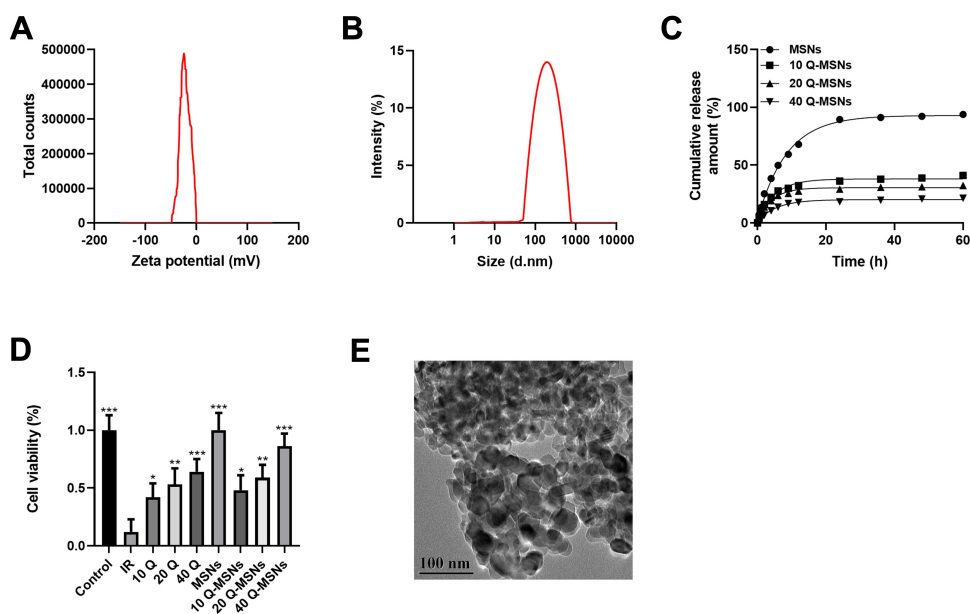 A
500000
400000
300000
200000
100000
0
-200
-100
0
100
200
Total counts
Zeta potential (mV)
B
15
10
5
0
1
10
100
1000
10000
Intensity (%)
Size (d.nm)
C
150
100
50
0
0
20
40
60
Cumulative release
amount (%)
Time (h)
MSNs
10 Q-MSNs
20 Q-MSNs
40 Q-MSNs
D
1.5
1.0
0.5
0.0
Cell viability (%)
***
*
**
***
***
*
**
***
Control
IR
10 Q
20 Q
40 Q
MSNs
10 Q-MSNs
20 Q-MSNs
40 Q-MSNs
E
100 nm